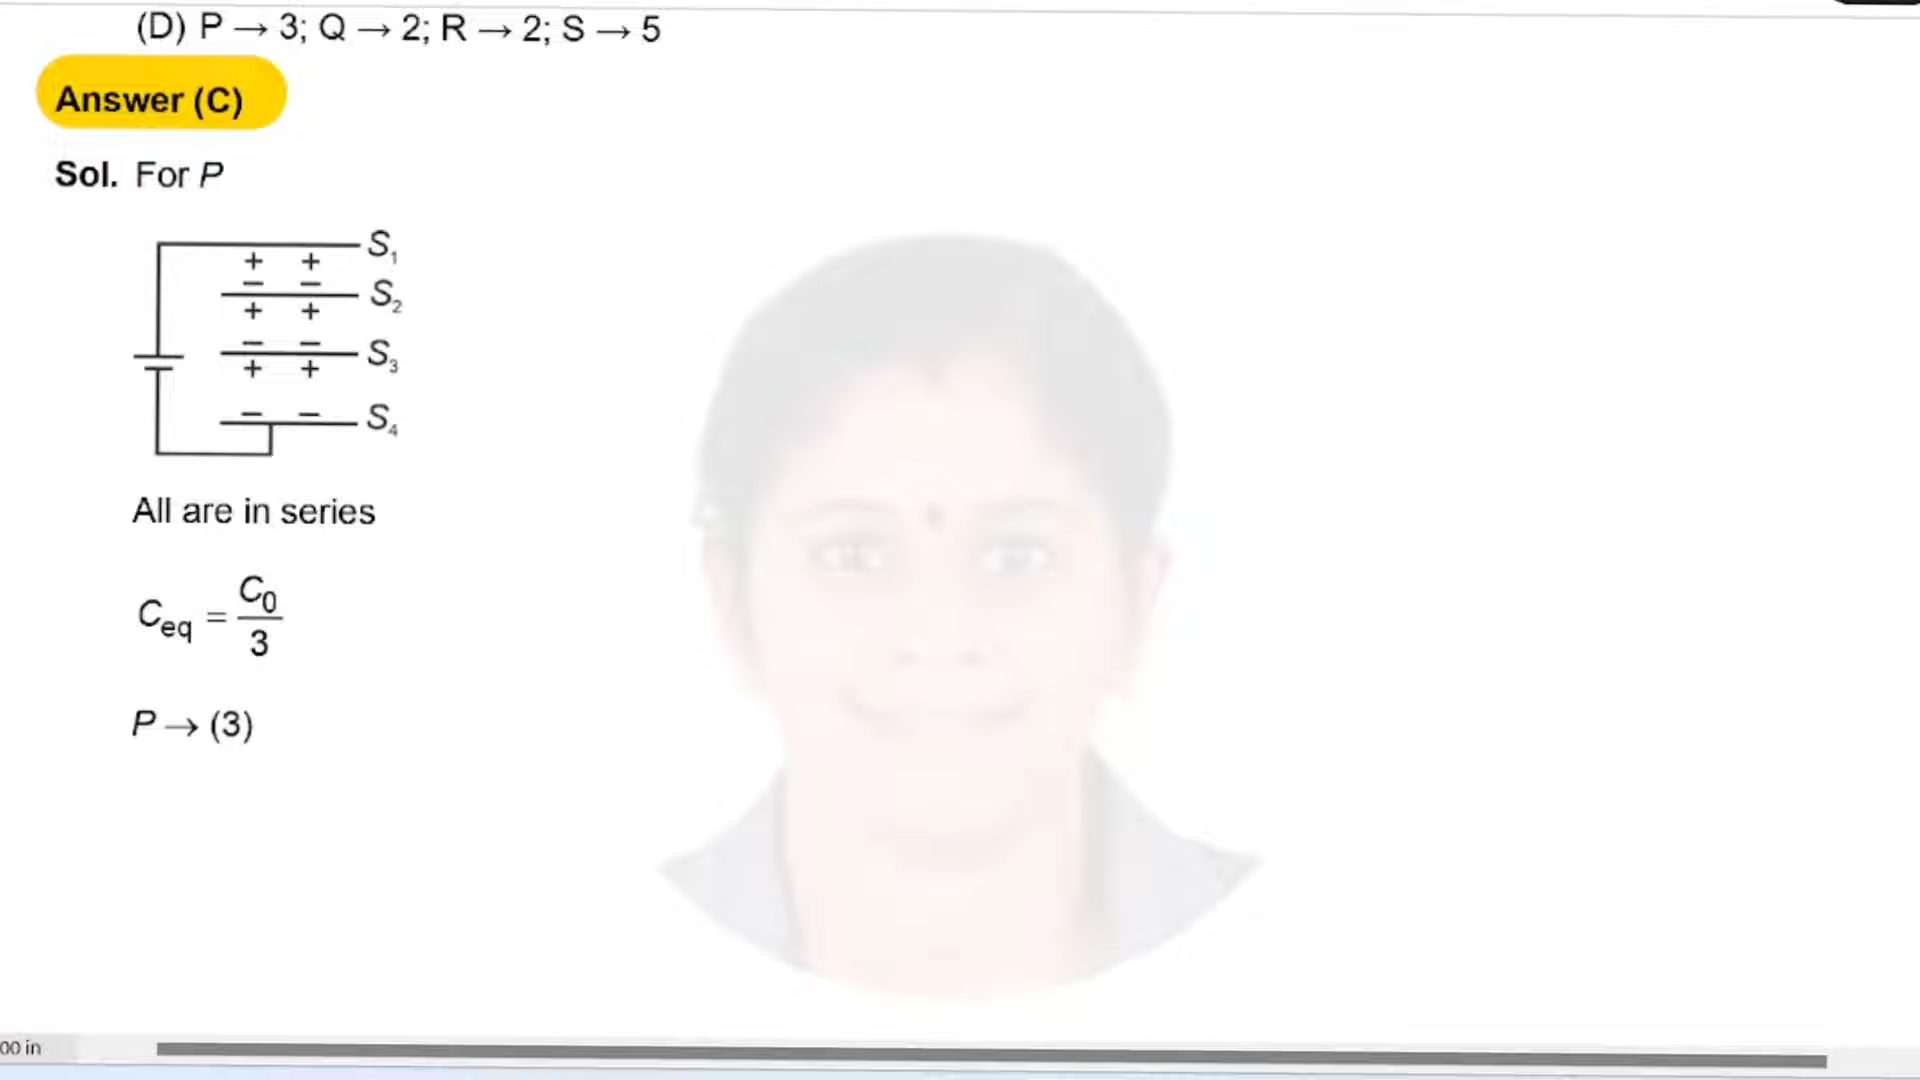 (D) P → 3; Q → 2; R → 2; S → 5
Answer (C)
Sol. For P
S₁
+ +
– –
S₂
+ +
– –
S₃
+ +
– –
S₄
All are in series
C_eq = C₀/3
P → (3)
00 in